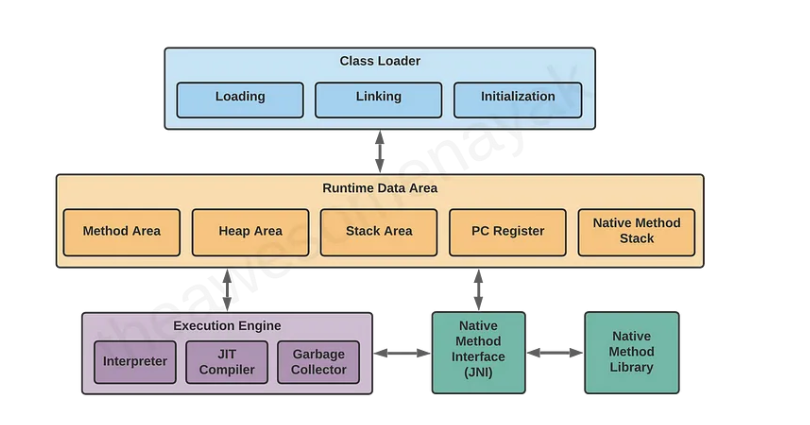 Class Loader
Loading
Linking
Initialization
Runtime Data Area
Method Area
Heap Area
Stack Area
PC Register
Native Method
Stack
Execution Engine
Interpreter
JIT
Compiler
Garbage
Collector
Native
Method
Interface
(JNI)
Native
Method
Library
theawesomenayak